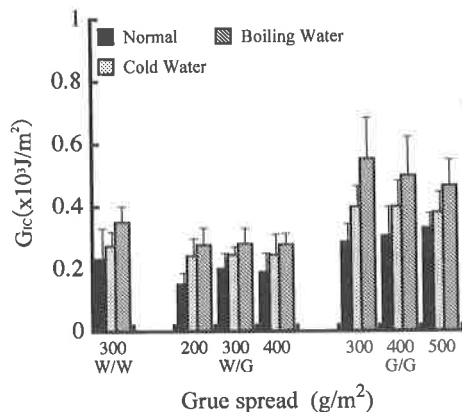 1
Normal
Boiling Water
Cold Water
0.8
0.6
0.4
0.2
0
GIc(x10³J/m²)
300 200 300 400 300 400 500
W/W W/G G/G
Grue spread (g/m²)